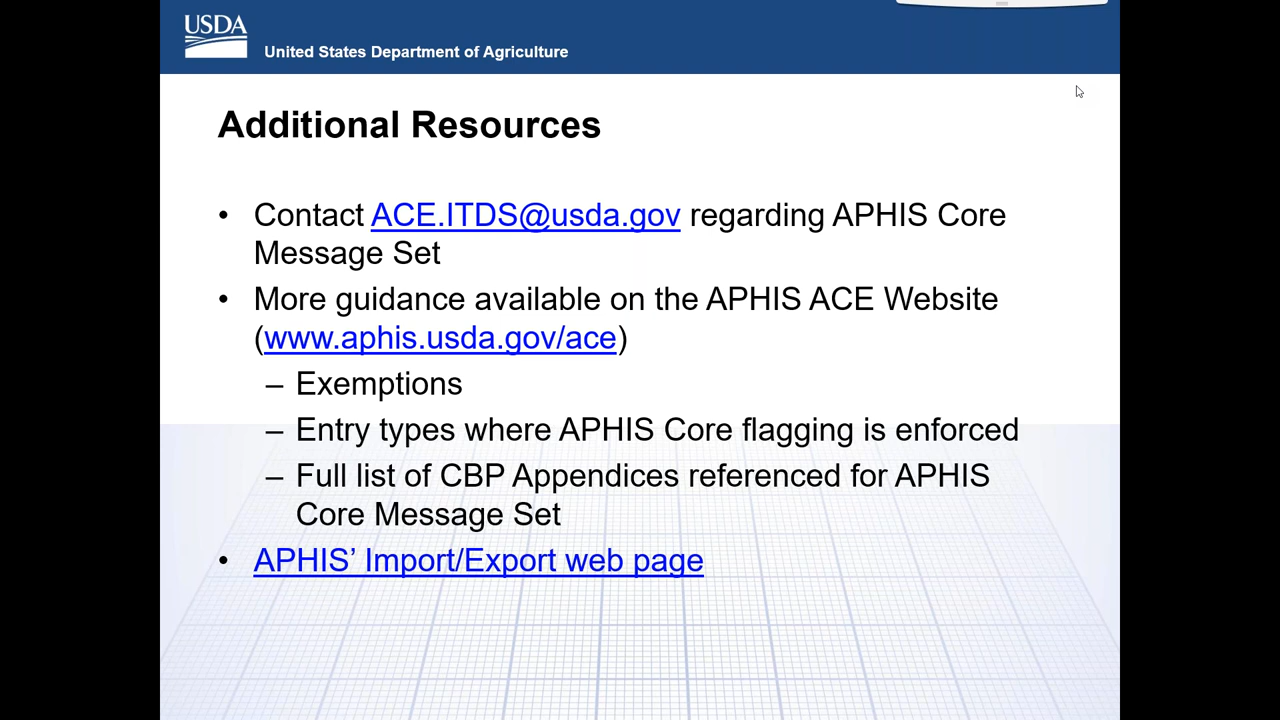 USDA
United States Department of Agriculture
Additional Resources
• Contact ACE.ITDS@usda.gov regarding APHIS Core
Message Set
• More guidance available on the APHIS ACE Website
(www.aphis.usda.gov/ace)
– Exemptions
– Entry types where APHIS Core flagging is enforced
– Full list of CBP Appendices referenced for APHIS
Core Message Set
• APHIS’ Import/Export web page